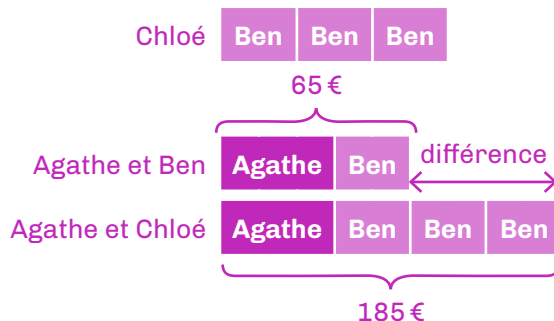 Chloé Ben Ben Ben
65 €
Agathe et Ben Agathe Ben différence
Agathe et Chloé Agathe Ben Ben Ben
185 €